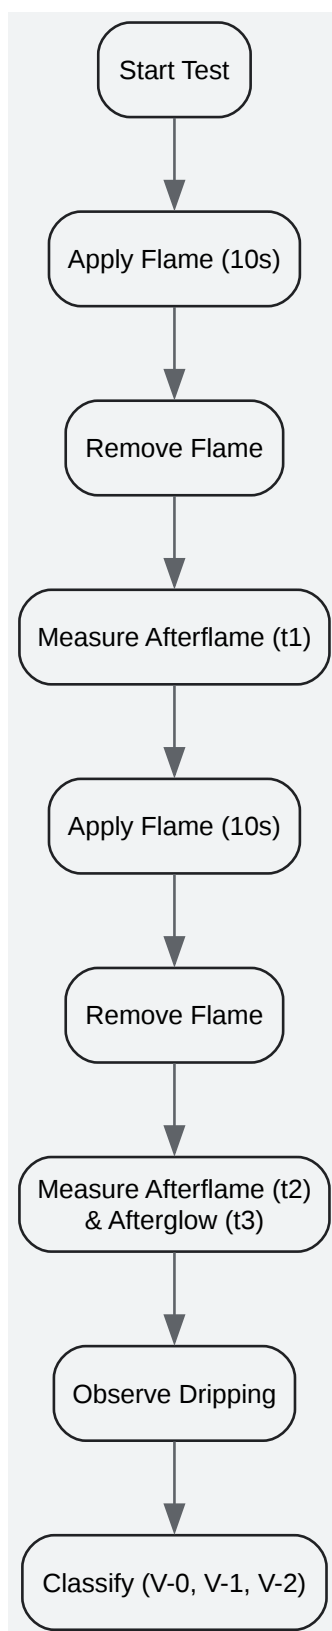 Start Test
Apply Flame (10s)
Remove Flame
Measure Afterflame (t1)
Apply Flame (10s)
Remove Flame
Measure Afterflame (t2)
& Afterglow (t3)
Observe Dripping
Classify (V-0, V-1, V-2)